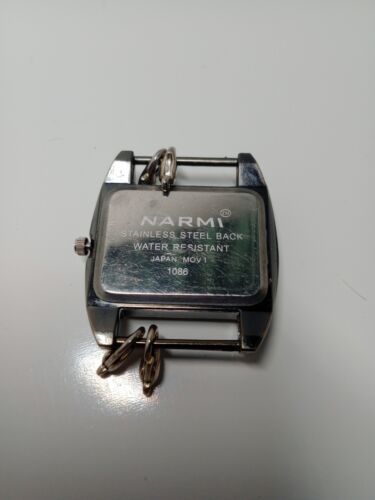 NARMI
STAINLESS STEEL BACK
WATER RESISTANT
JAPAN MOV'T
1086